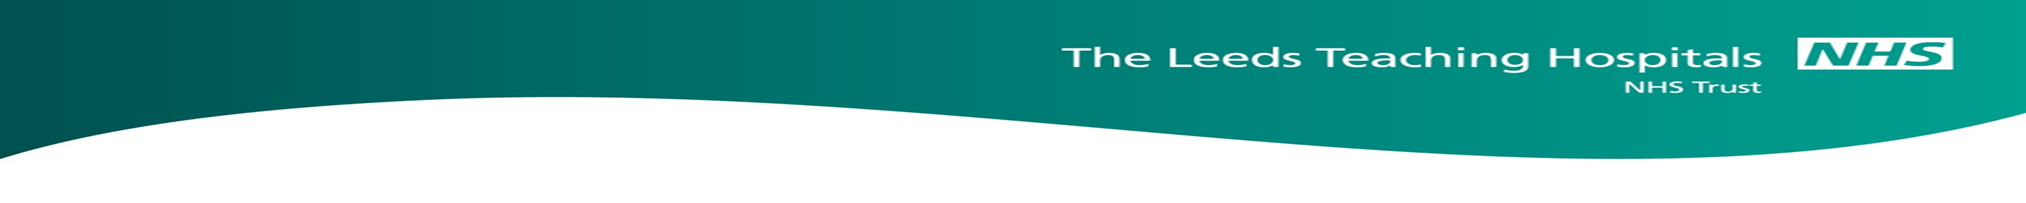 The Leeds Teaching Hospitals NHS
NHS Trust